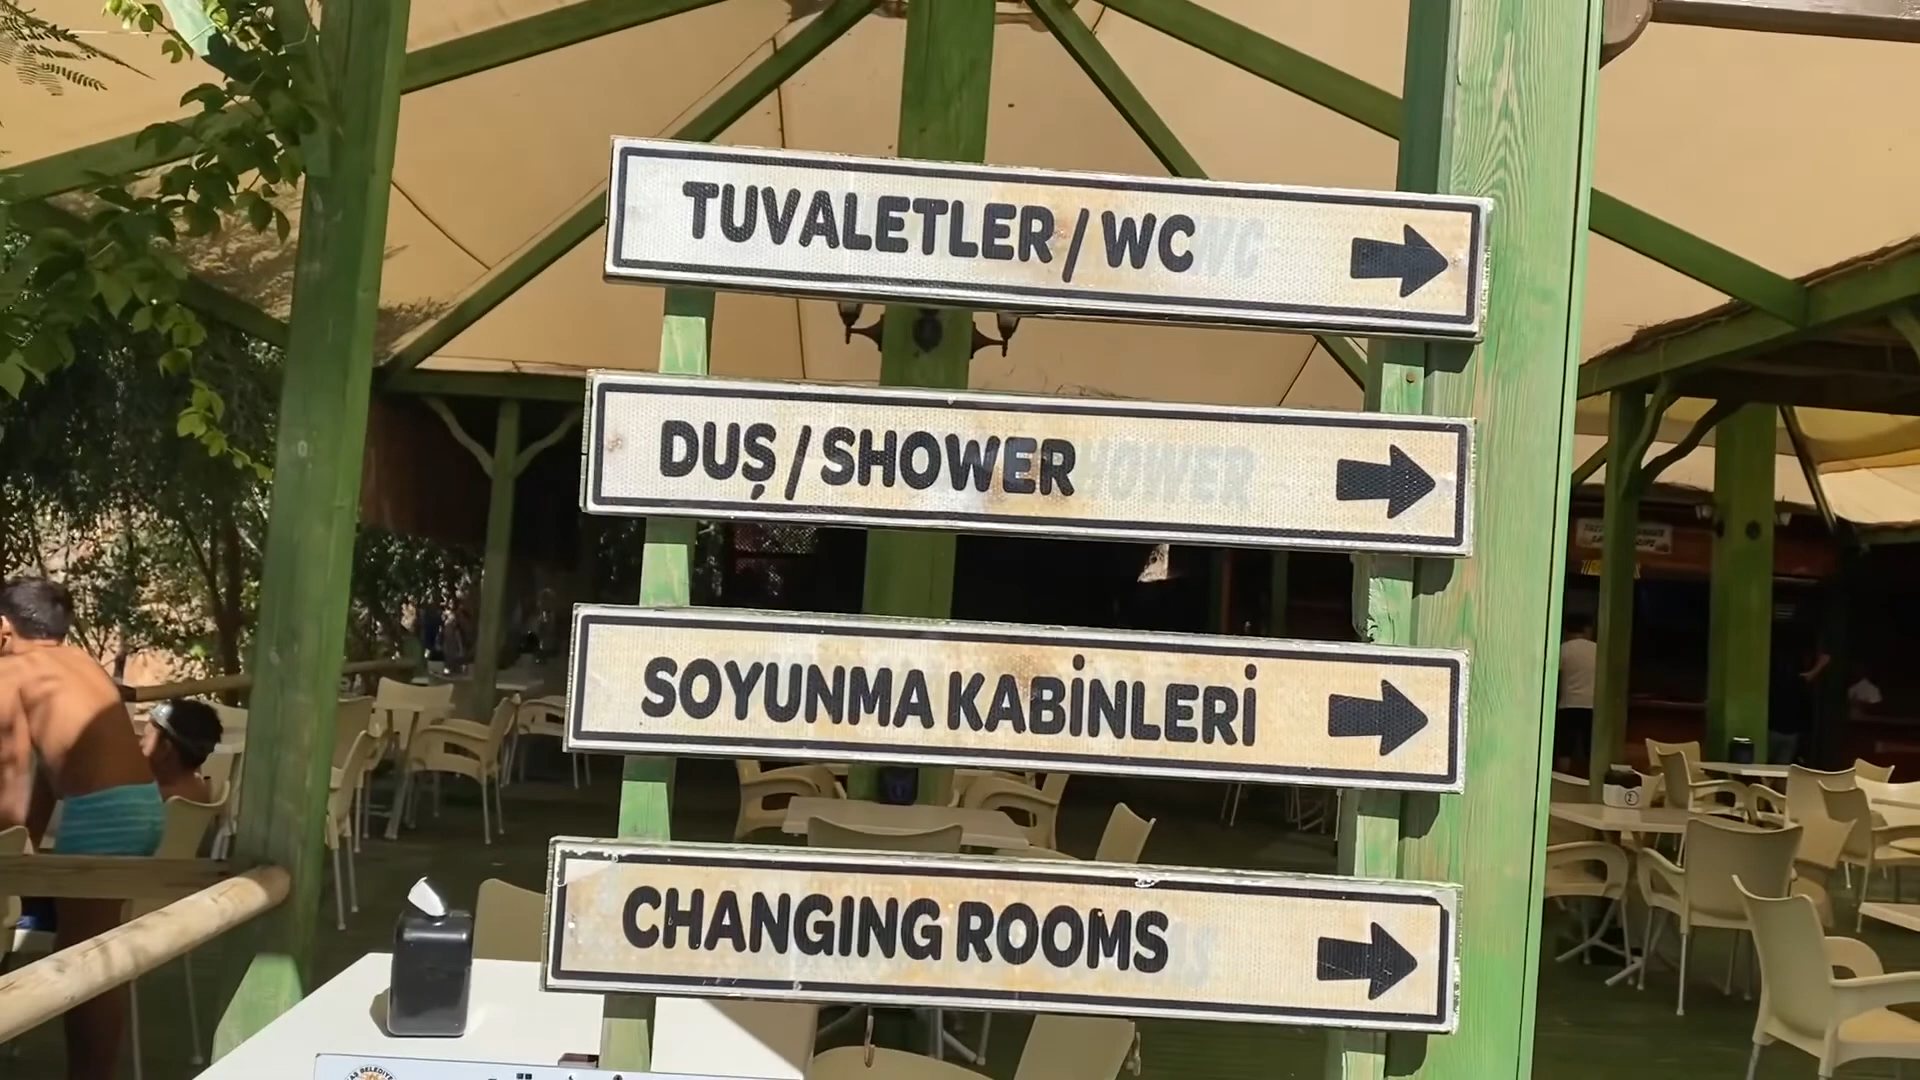 TUVALETLER / WC
DUŞ / SHOWER
SOYUNMA KABİNLERİ
CHANGING ROOMS